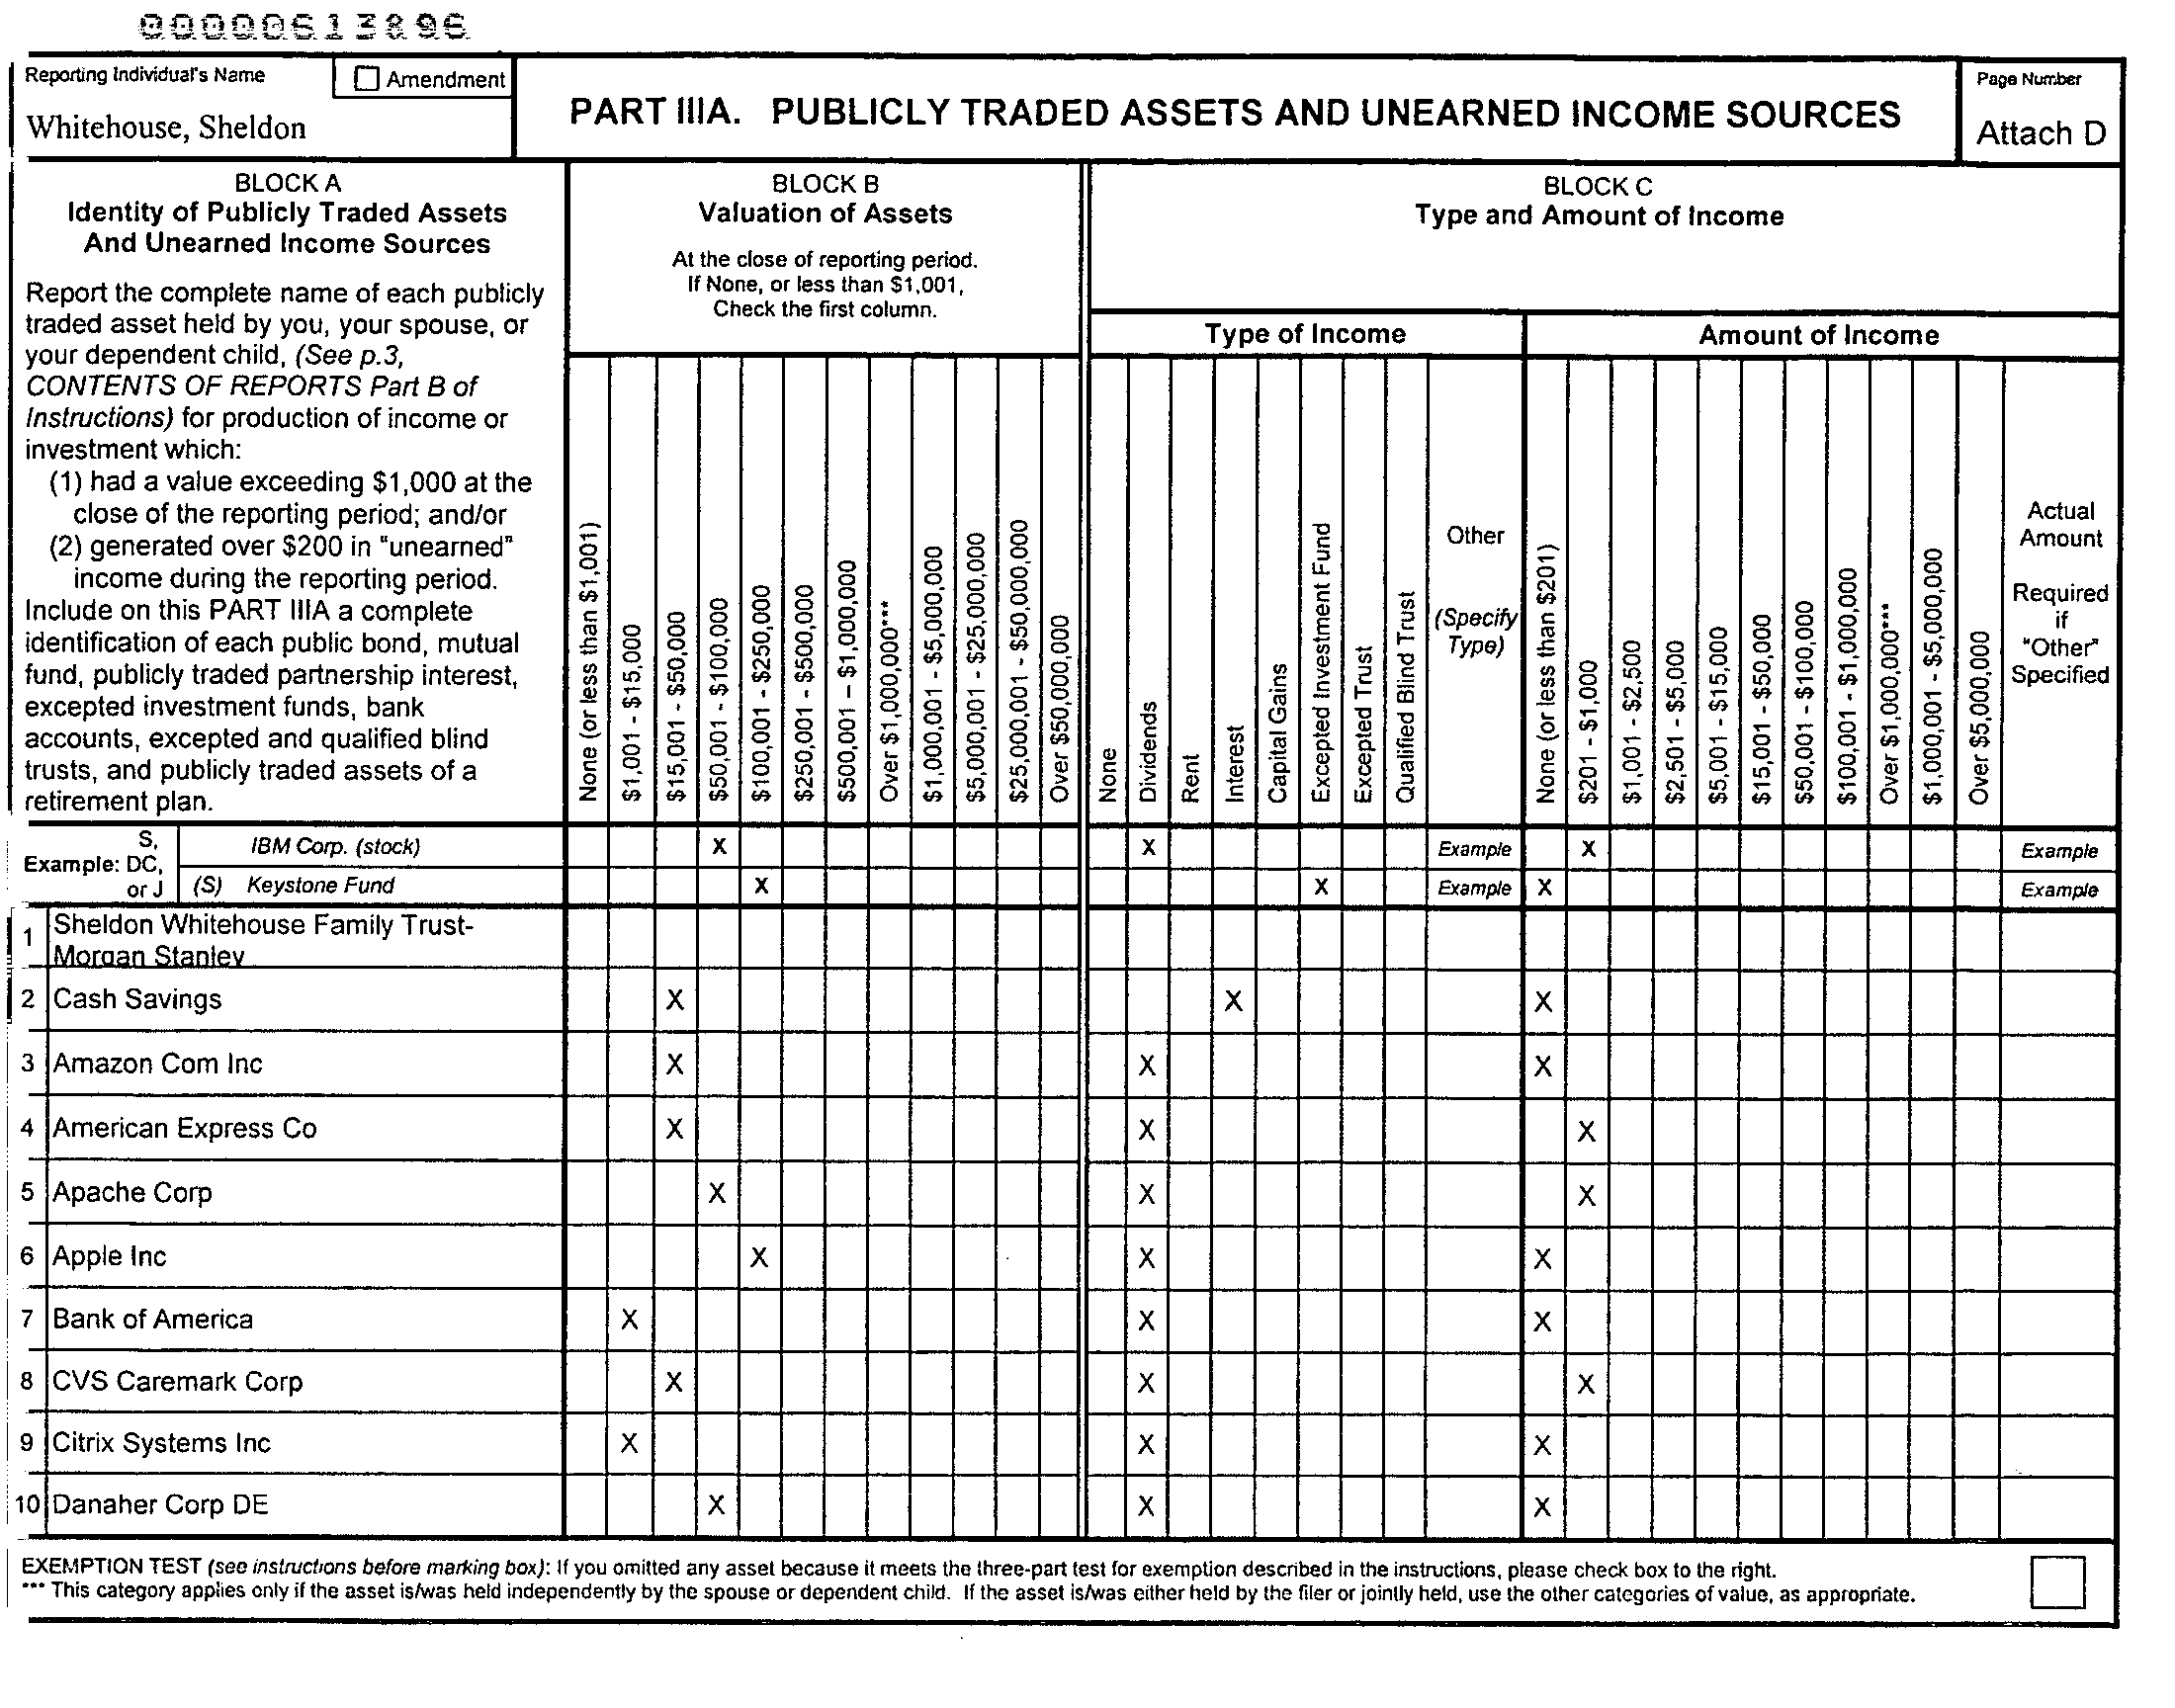 00000613896
Reporting Individual's Name
Amendment
Whitehouse, Sheldon
PART IIIA. PUBLICLY TRADED ASSETS AND UNEARNED INCOME SOURCES
Page Number
Attach D
BLOCK A
Identity of Publicly Traded Assets
And Unearned Income Sources
Report the complete name of each publicly
traded asset held by you, your spouse, or
your dependent child, (See p.3,
CONTENTS OF REPORTS Part B of
Instructions) for production of income or
investment which:
(1) had a value exceeding $1,000 at the
close of the reporting period; and/or
(2) generated over $200 in "unearned"
income during the reporting period.
Include on this PART IIIA a complete
identification of each public bond, mutual
fund, publicly traded partnership interest,
excepted investment funds, bank
accounts, excepted and qualified blind
trusts, and publicly traded assets of a
retirement plan.
BLOCK B
Valuation of Assets
At the close of reporting period.
If None, or less than $1,001,
Check the first column.
None (or less than $1,001)
$1,001 - $15,000
$15,001 - $50,000
$50,001 - $100,000
$100,001 - $250,000
$250,001 - $500,000
$500,001 – $1,000,000
Over $1,000,000***
$1,000,001 - $5,000,000
$5,000,001 - $25,000,000
$25,000,001 - $50,000,000
Over $50,000,000
BLOCK C
Type and Amount of Income
Type of Income
None
Dividends
Rent
Interest
Capital Gains
Excepted Investment Fund
Excepted Trust
Qualified Blind Trust
Other
(Specify
Type)
Amount of Income
None (or less than $201)
$201 - $1,000
$1,001 - $2,500
$2,501 - $5,000
$5,001 - $15,000
$15,001 - $50,000
$50,001 - $100,000
$100,001 - $1,000,000
Over $1,000,000***
$1,000,001 - $5,000,000
Over $5,000,000
Actual
Amount
Required
if
"Other"
Specified
S,
Example: DC,
or J
IBM Corp. (stock) X X Example X Example
(S) Keystone Fund X X Example X Example
1 Sheldon Whitehouse Family Trust-
Morgan Stanley
2 Cash Savings X X X
3 Amazon Com Inc X X X
4 American Express Co X X X
5 Apache Corp X X X
6 Apple Inc X X X
7 Bank of America X X X
8 CVS Caremark Corp X X X
9 Citrix Systems Inc X X X
10 Danaher Corp DE X X X
EXEMPTION TEST (see instructions before marking box): If you omitted any asset because it meets the three-part test for exemption described in the instructions, please check box to the right.
*** This category applies only if the asset is/was held independently by the spouse or dependent child. If the asset is/was either held by the filer or jointly held, use the other categories of value, as appropriate.